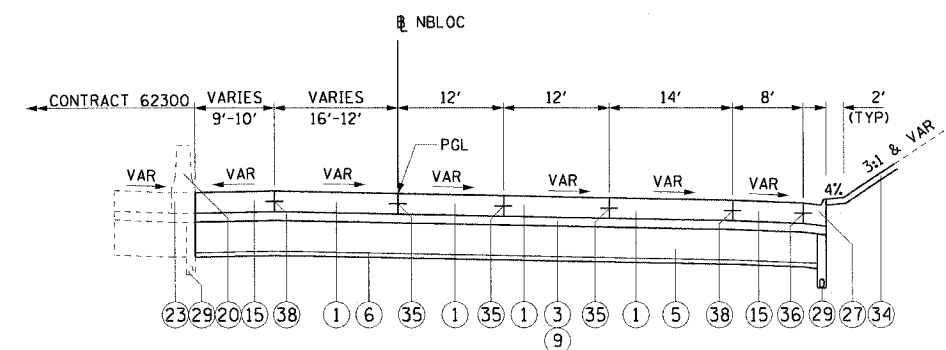 ℄ NBLOC
CONTRACT 62300
VARIES
9'-10'
VARIES
16'-12'
12'
12'
14'
8'
2'
(TYP)
PGL
3:1 & VAR
VAR
VAR
VAR
VAR
VAR
VAR
VAR
4%
23 29 20 15 38 1 6 35 1 35 1 3 35 1 5 38 15 36 29 27 34
9